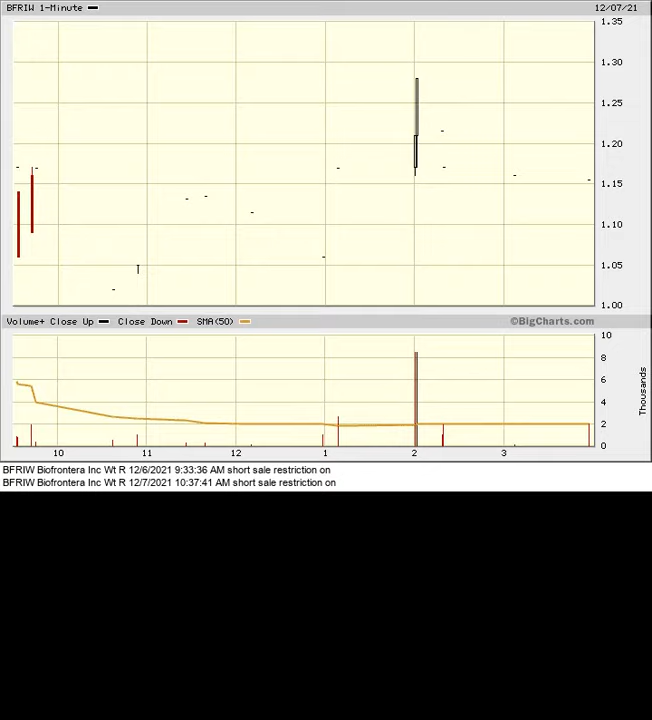 BFRIW 1-Minute 12/07/21
1.35
1.30
1.25
1.20
1.15
1.10
1.05
1.00
Volume+ Close Up Close Down SMA(50) ©BigCharts.com
10
8
6
4
2
0
Thousands
10 11 12 1 2 3
BFRIW Biofrontera Inc Wt R 12/6/2021 9:33:36 AM short sale restriction on
BFRIW Biofrontera Inc Wt R 12/7/2021 10:37:41 AM short sale restriction on